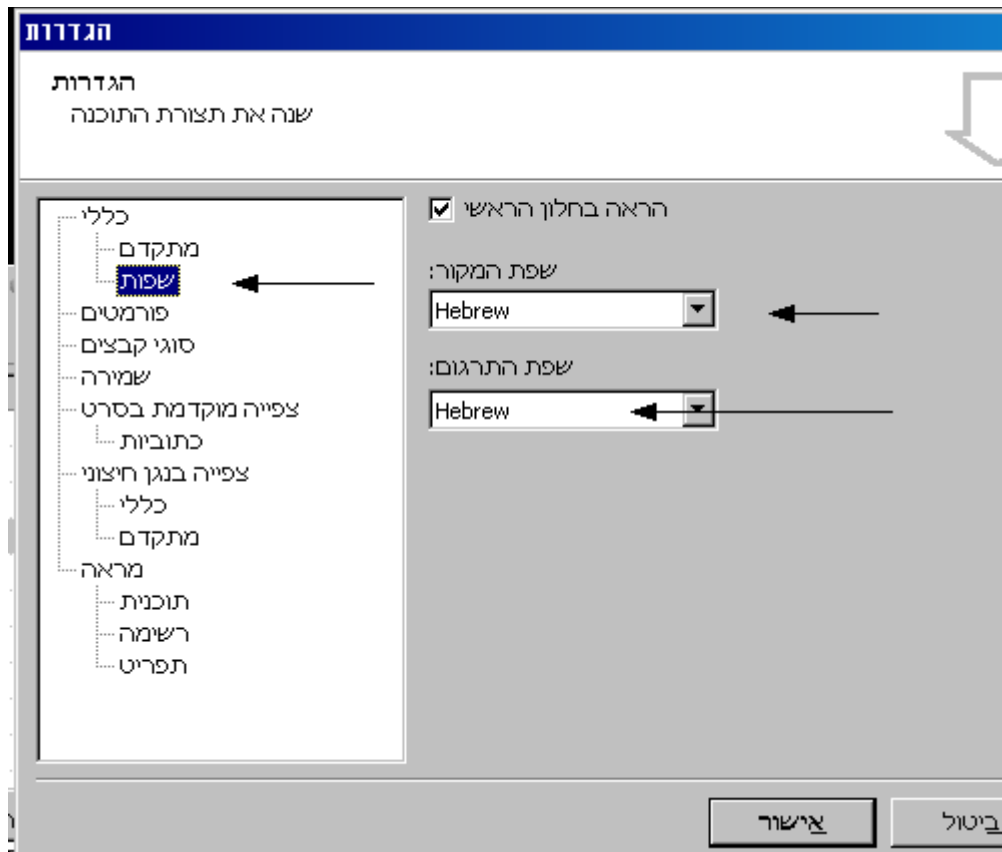 הגדרות
הגדרות
שנה את תצורת התוכנה
כללי
מתקדם
שפות
פורמטים
סוגי קבצים
שמירה
צפייה מוקדמת בסרט
כתוביות
צפייה בנגן חיצוני
כללי
מתקדם
מראה
תוכנית
רשימה
תפריט
הראה בחלון הראשי
שפת המקור:
Hebrew
שפת התרגום:
Hebrew
אישור
ביטול